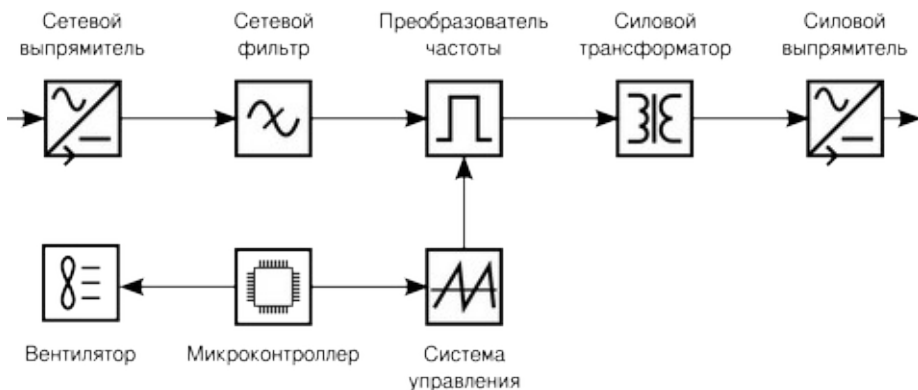 Сетевой
выпрямитель
Сетевой
фильтр
Преобразователь
частоты
Силовой
трансформатор
Силовой
выпрямитель
Вентилятор
Микроконтроллер
Система
управления